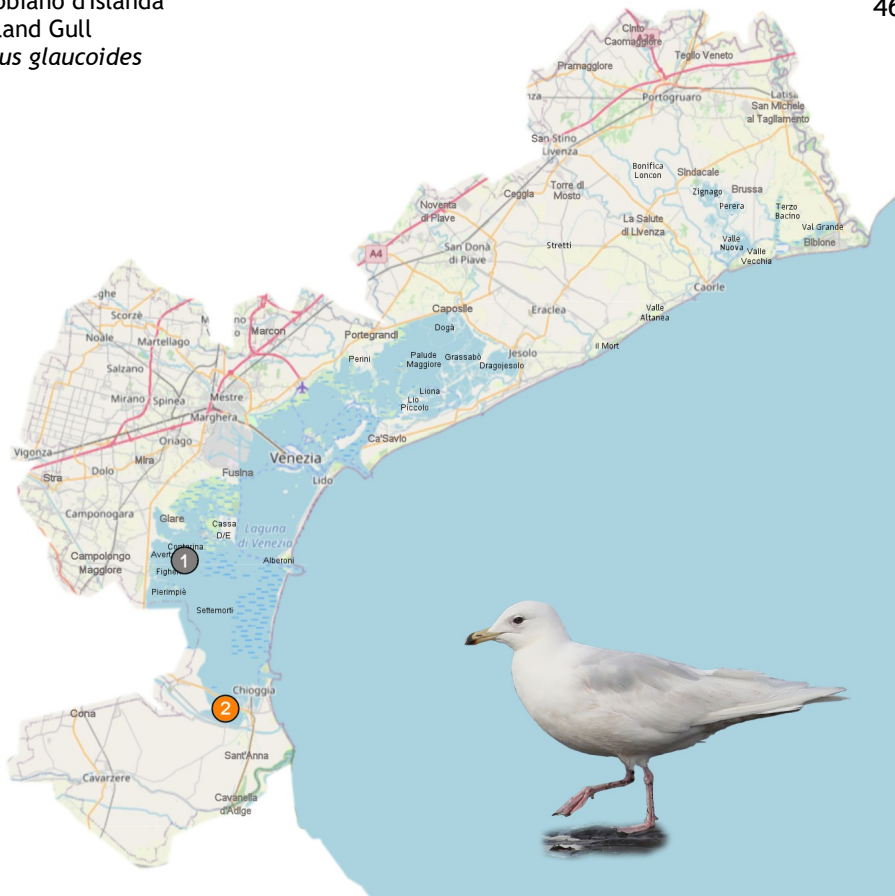 d'Islanda
Gull
glaucoides
46
Cinto
Caomaggiore
A28
Teglio Veneto
Pramaggiore
Portogruaro
San Michele
al Tagliamento
San Stino
Livenza
Bonifica
Loncon
Sindacale
Zignago
Brussa
Perera
Terzo
Bacino
Val Grande
Bibione
Ceggia
Torre di
Mosto
Noventa
di Piave
La Salute
di Livenza
A4
San Donà
di Piave
Stretti
Valle
Nuova
Valle
Vecchia
Caorle
Scorzè
Marcon
Portegrandi
Caposile
Dogà
Eraclea
Valle
Altanea
Noale
Martellago
Perini
Palude
Maggiore
Grassabò
Jesolo
Dragojesolo
il Mort
Salzano
Liona
Lio
Piccolo
Mirano
Spinea
Mestre
Marghera
Oriago
Ca'Savio
Vigonza
Mira
Venezia
Stra
Dolo
Fusina
Lido
Camponogara
Giare
Cassa
D/E
Laguna
di Venezia
Campolongo
Maggiore
1
Alberoni
Pierimpiè
Settemorti
Chioggia
2
Cona
Sant'Anna
Cavarzere
Cavanella
d'Adige